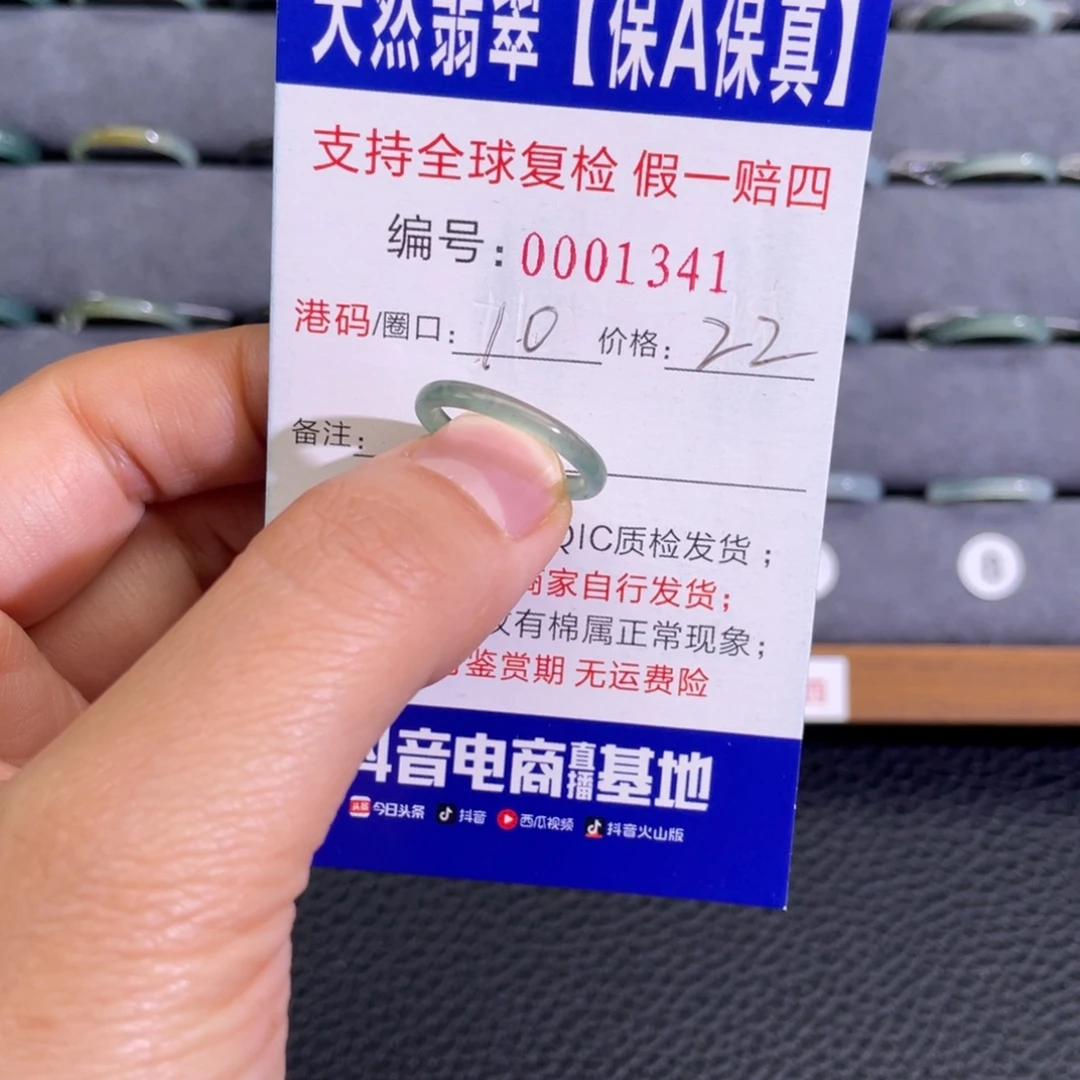 天然翡翠【保A保真】
支持全球复检 假一赔四
编号：0001341
港码/圈口：10 价格：22
备注：
QIC质检发货；
商家自行发货；
纹有棉属正常现象；
鉴赏期 无运费险
抖音电商直播基地
头条 今日头条 抖音 西瓜视频 抖音火山版